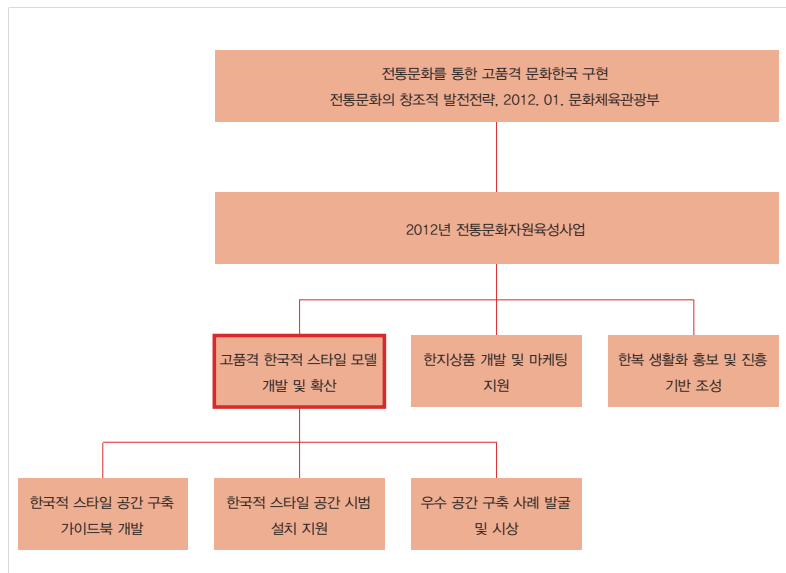 전통문화를 통한 고품격 문화한국 구현
전통문화의 창조적 발전전략, 2012. 01. 문화체육관광부
2012년 전통문화자원육성사업
고품격 한국적 스타일 모델
개발 및 확산
한지상품 개발 및 마케팅
지원
한복 생활화 홍보 및 진흥
기반 조성
한국적 스타일 공간 구축
가이드북 개발
한국적 스타일 공간 시범
설치 지원
우수 공간 구축 사례 발굴
및 시상